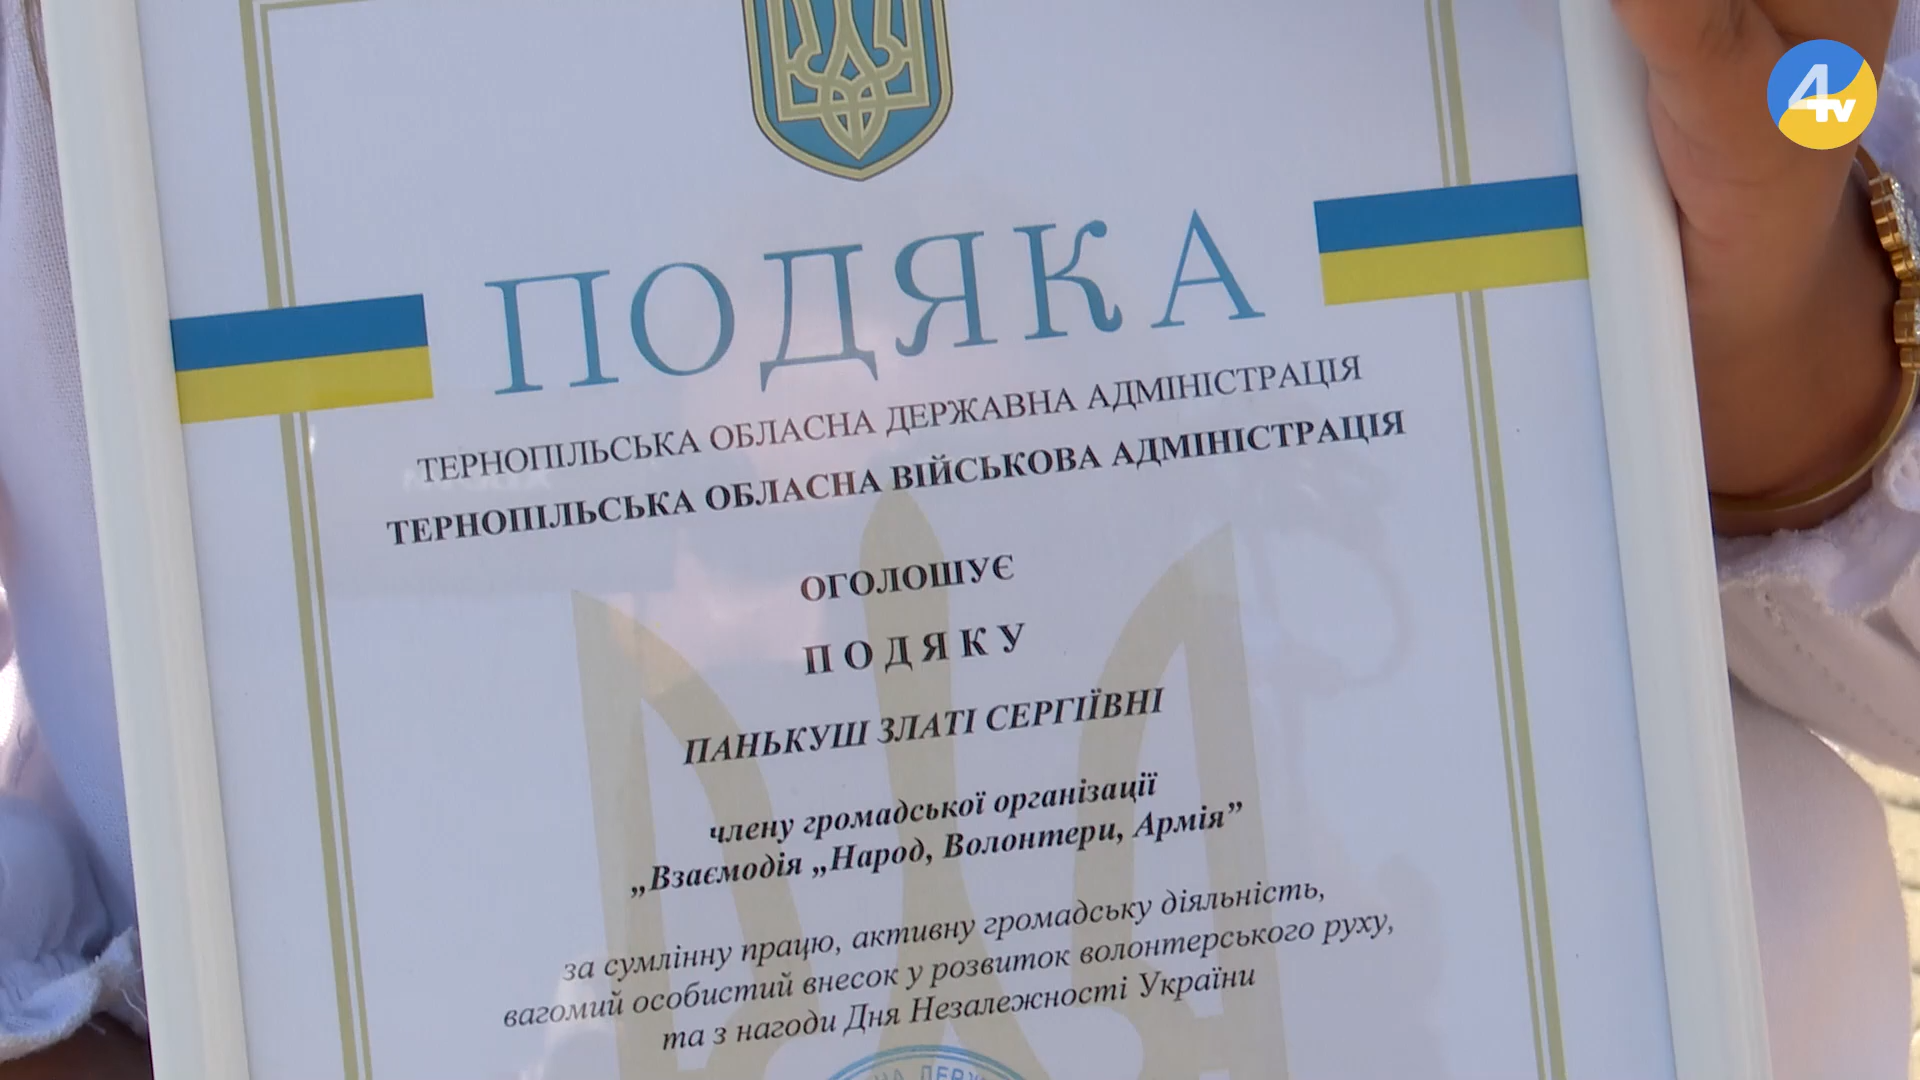 4tv
ПОДЯКА
ТЕРНОПІЛЬСЬКА ОБЛАСНА ДЕРЖАВНА АДМІНІСТРАЦІЯ
ТЕРНОПІЛЬСЬКА ОБЛАСНА ВІЙСЬКОВА АДМІНІСТРАЦІЯ
ОГОЛОШУЄ
ПОДЯКУ
ПАНЬКУШ ЗЛАТІ СЕРГІЇВНІ
члену громадської організації
„Взаємодія „Народ, Волонтери, Армія”
за сумлінну працю, активну громадську діяльність,
вагомий особистий внесок у розвиток волонтерського руху,
та з нагоди Дня Незалежності України